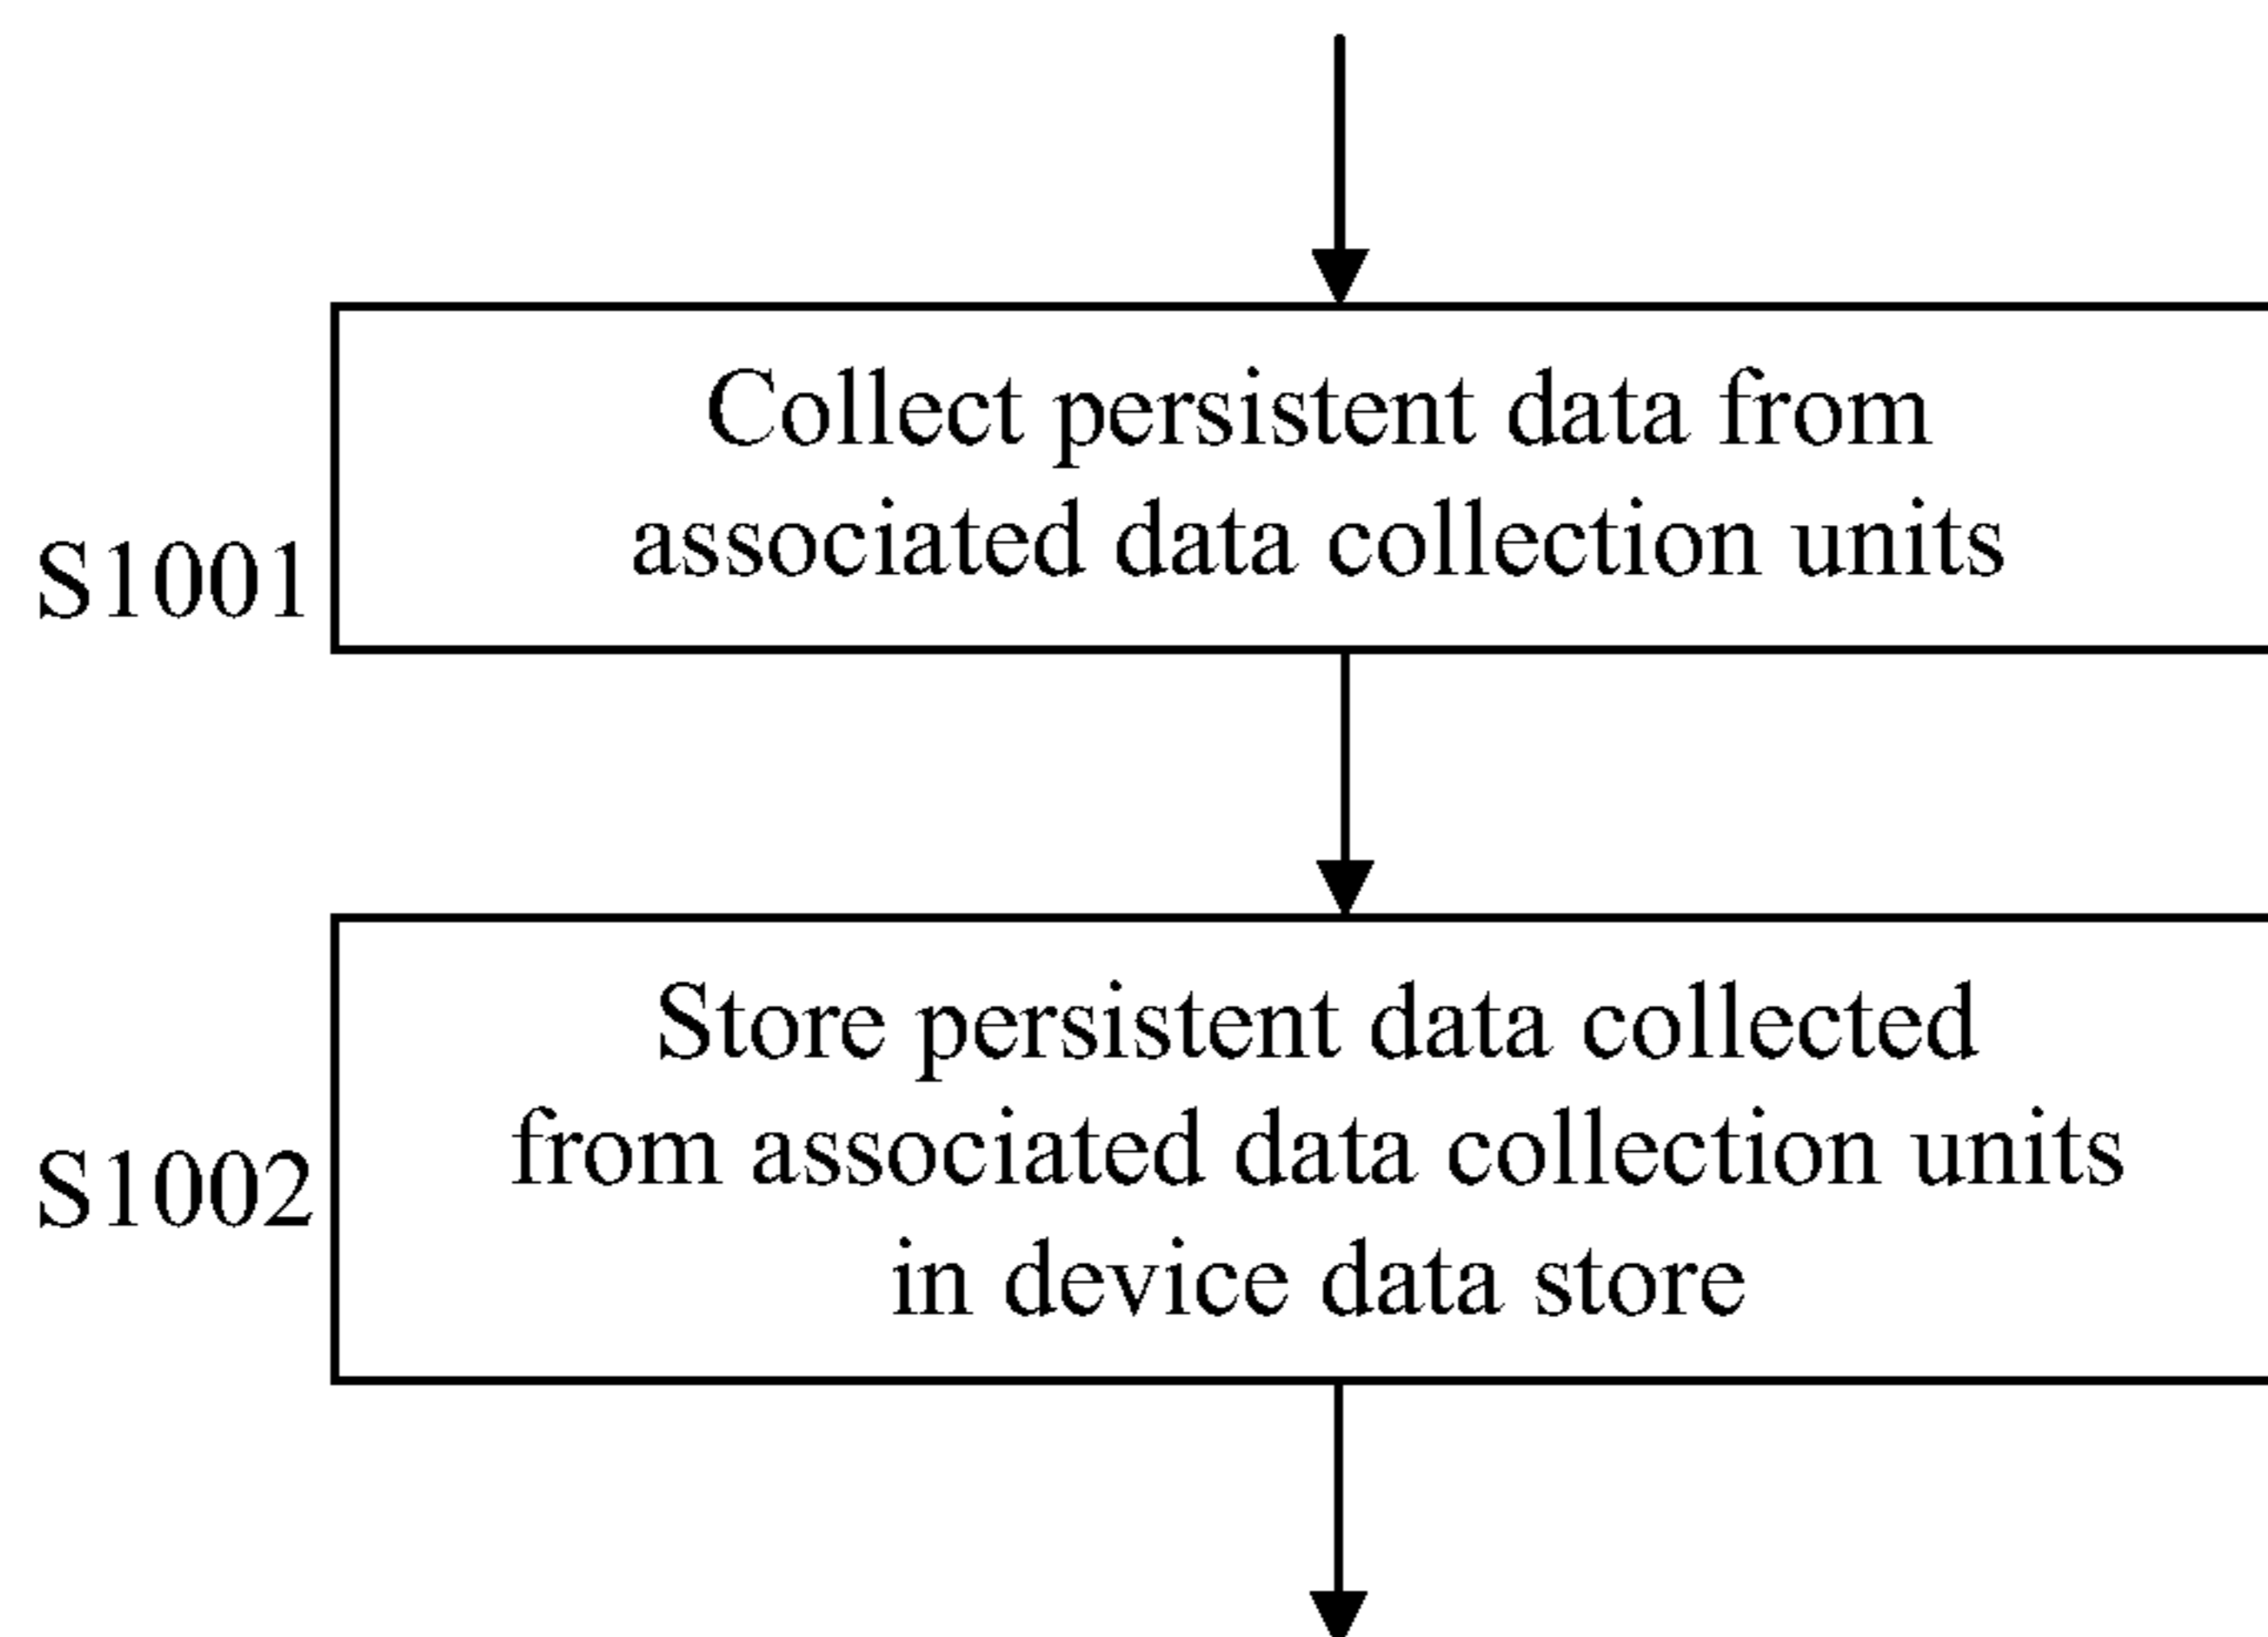 Collect persistent data from
associated data collection units
S1001
Store persistent data collected
from associated data collection units
S1002
in device data store